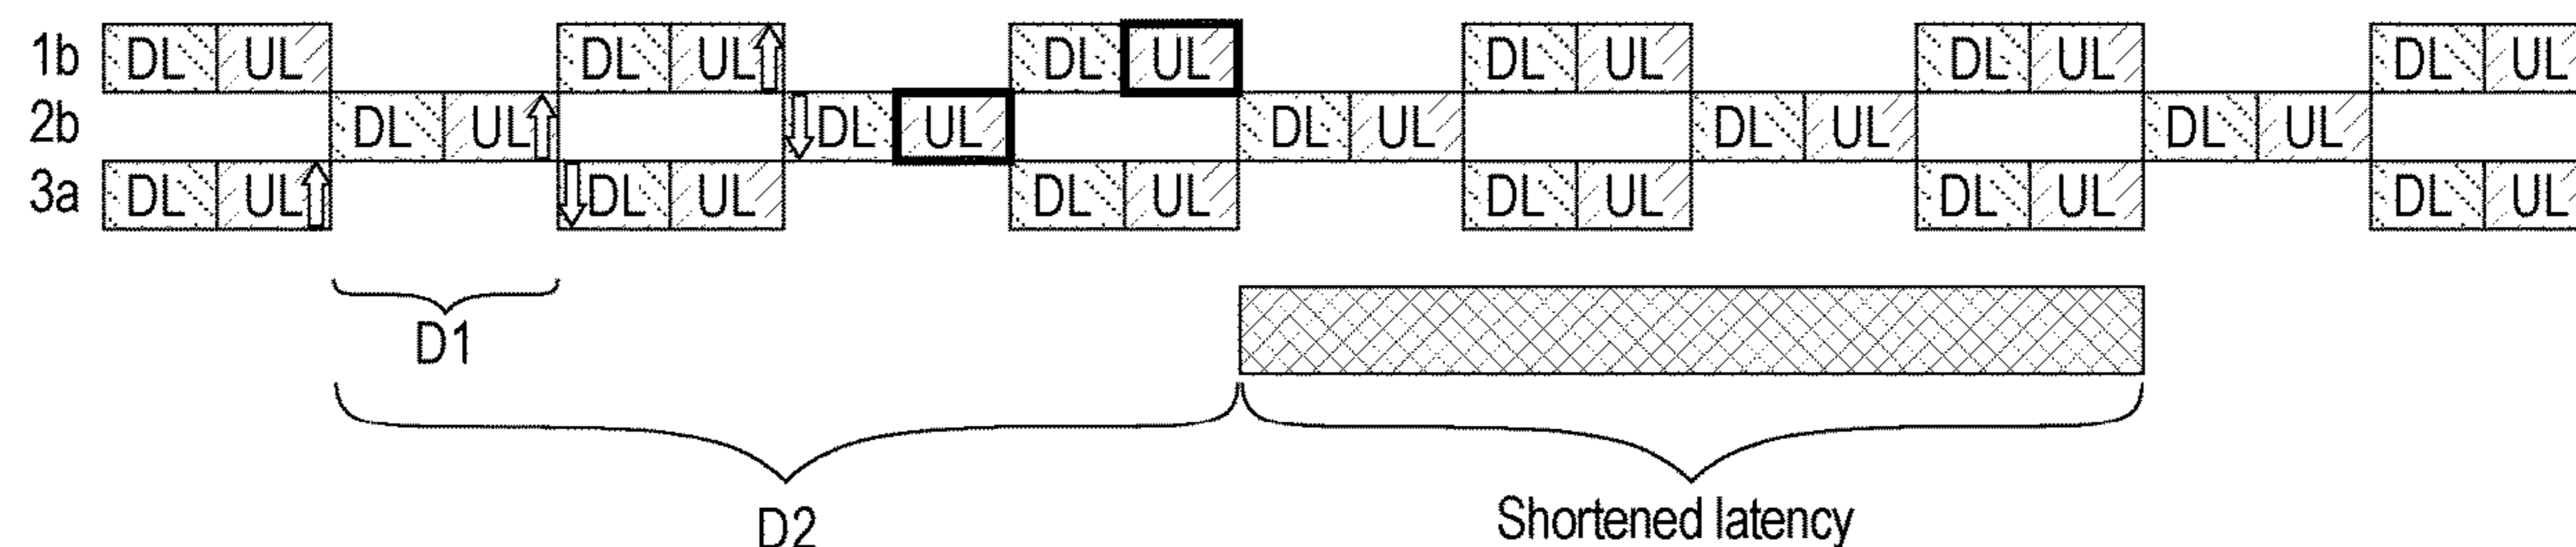 1b DL UL DL UL DL UL DL UL DL UL DL UL
2b DL UL DL UL DL UL DL UL DL UL
3a DL UL DL UL DL UL DL UL DL UL DL UL
D1
D2
Shortened latency